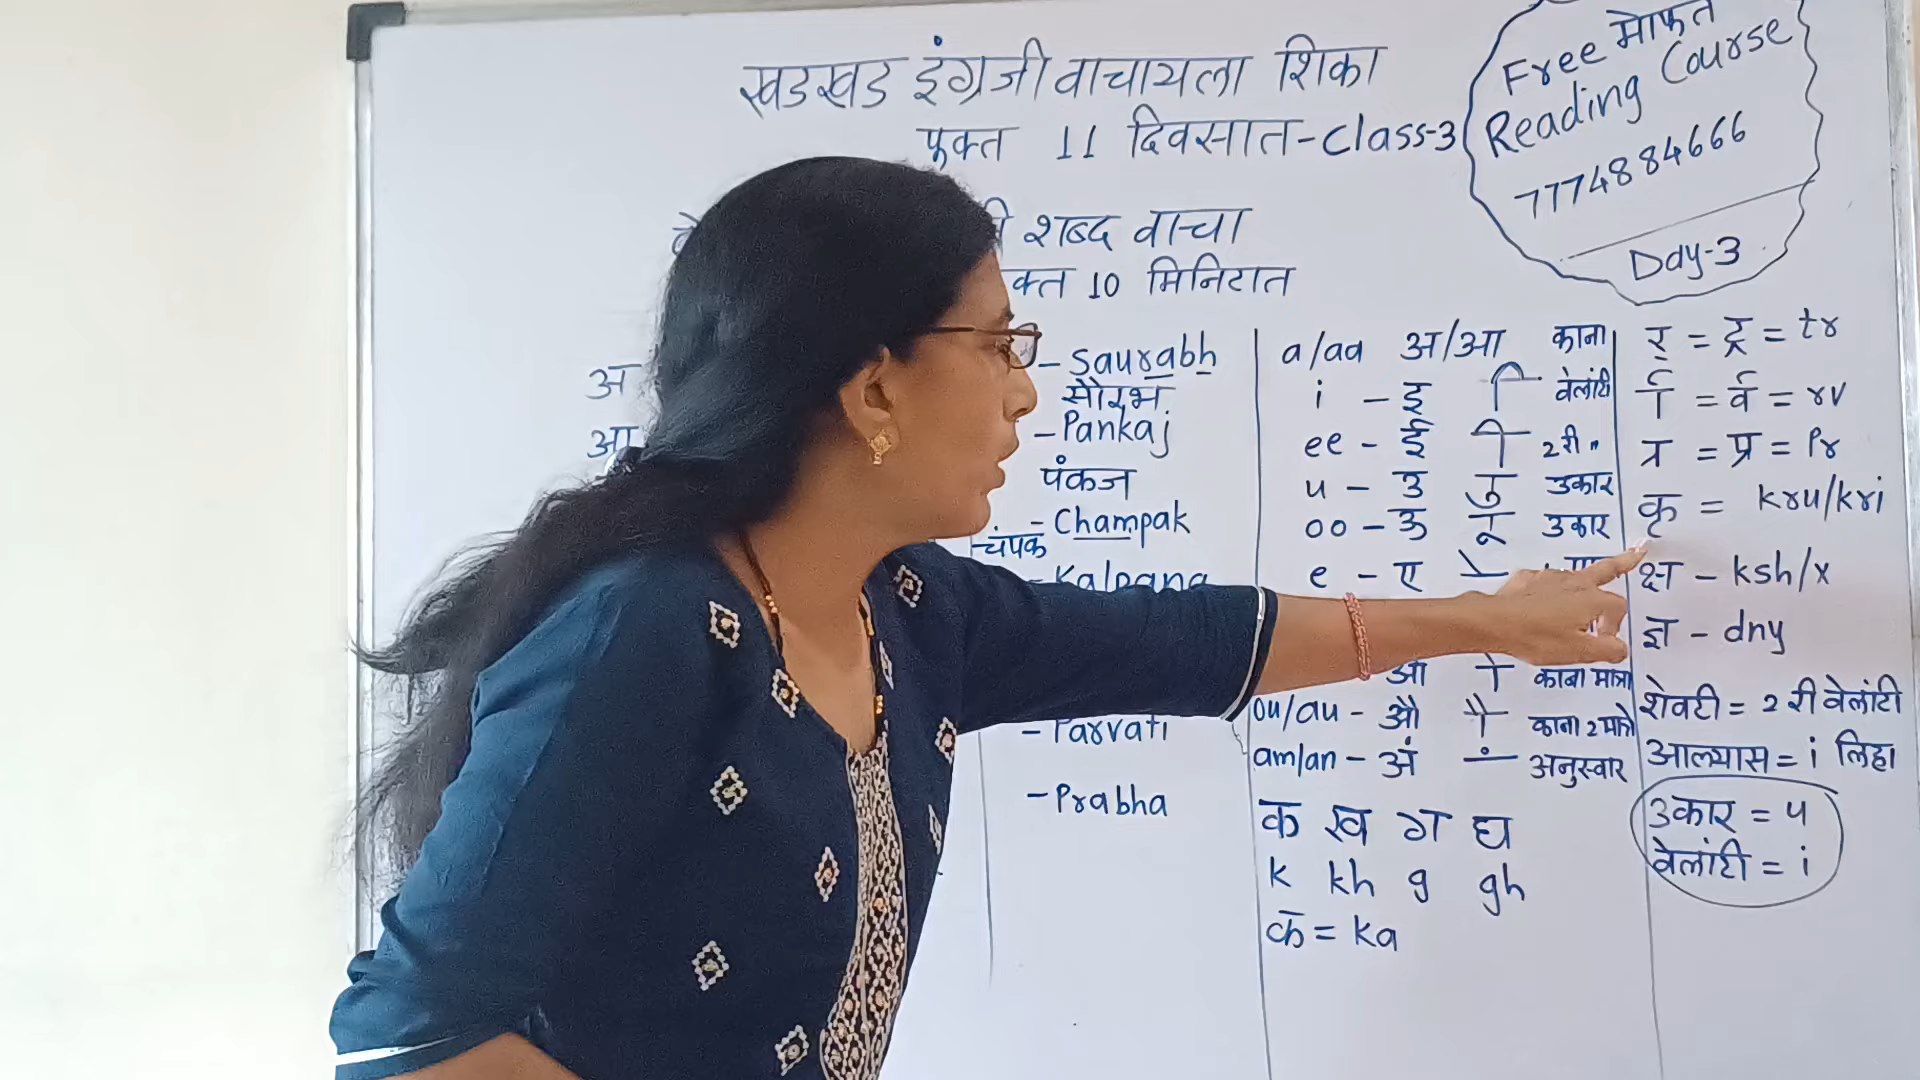 खडखड इंग्रजी वाचायला शिका
फक्त 11 दिवसात-class-3
Free मोफत
Reading Course
7774884666
Day-3
शब्द वाचा
10 मिनिटात
अ
आ
- Saurabh
सौरभ
- Pankaj
पंकज
- Champak
चंपक
- Kalpana
- Parvati
- Prabha
a/aa अ/आ काना
i - इ ि वेलांटी
ee - ई ी 2री "
u - उ ु उकार
oo - ऊ ू उकार
e - ए े
ओ ो काना मात्रा
ou/au - औ ौ काना 2 मात्रे
am/an - अं ं अनुस्वार
क ख ग घ
k kh g gh
क = ka
र् = ट्र = tr
र् = र्व = rv
त्र = प्र = Pr
कृ = kru/kri
क्ष - ksh/x
ज्ञ - dny
शेवटी = 2 री वेलांटी
आल्यास = i लिहा
उकार = u
वेलांटी = i